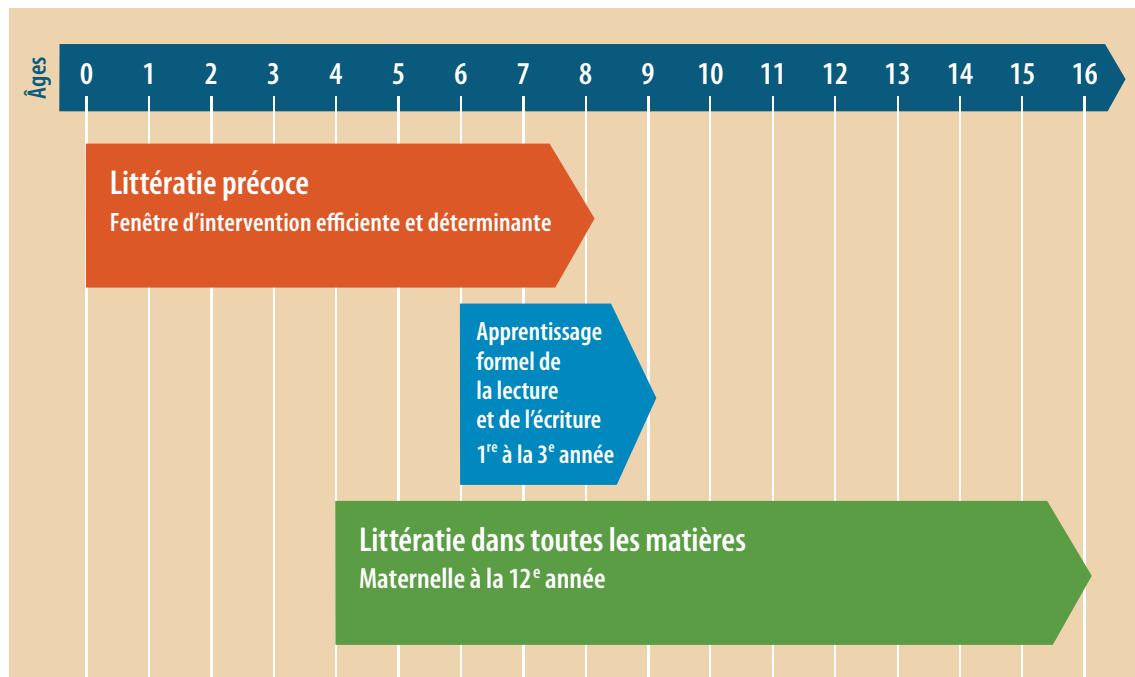 Âges
0 1 2 3 4 5 6 7 8 9 10 11 12 13 14 15 16
Littératie précoce
Fenêtre d’intervention efficiente et déterminante
Apprentissage
formel de
la lecture
et de l’écriture
1re à la 3e année
Littératie dans toutes les matières
Maternelle à la 12e année